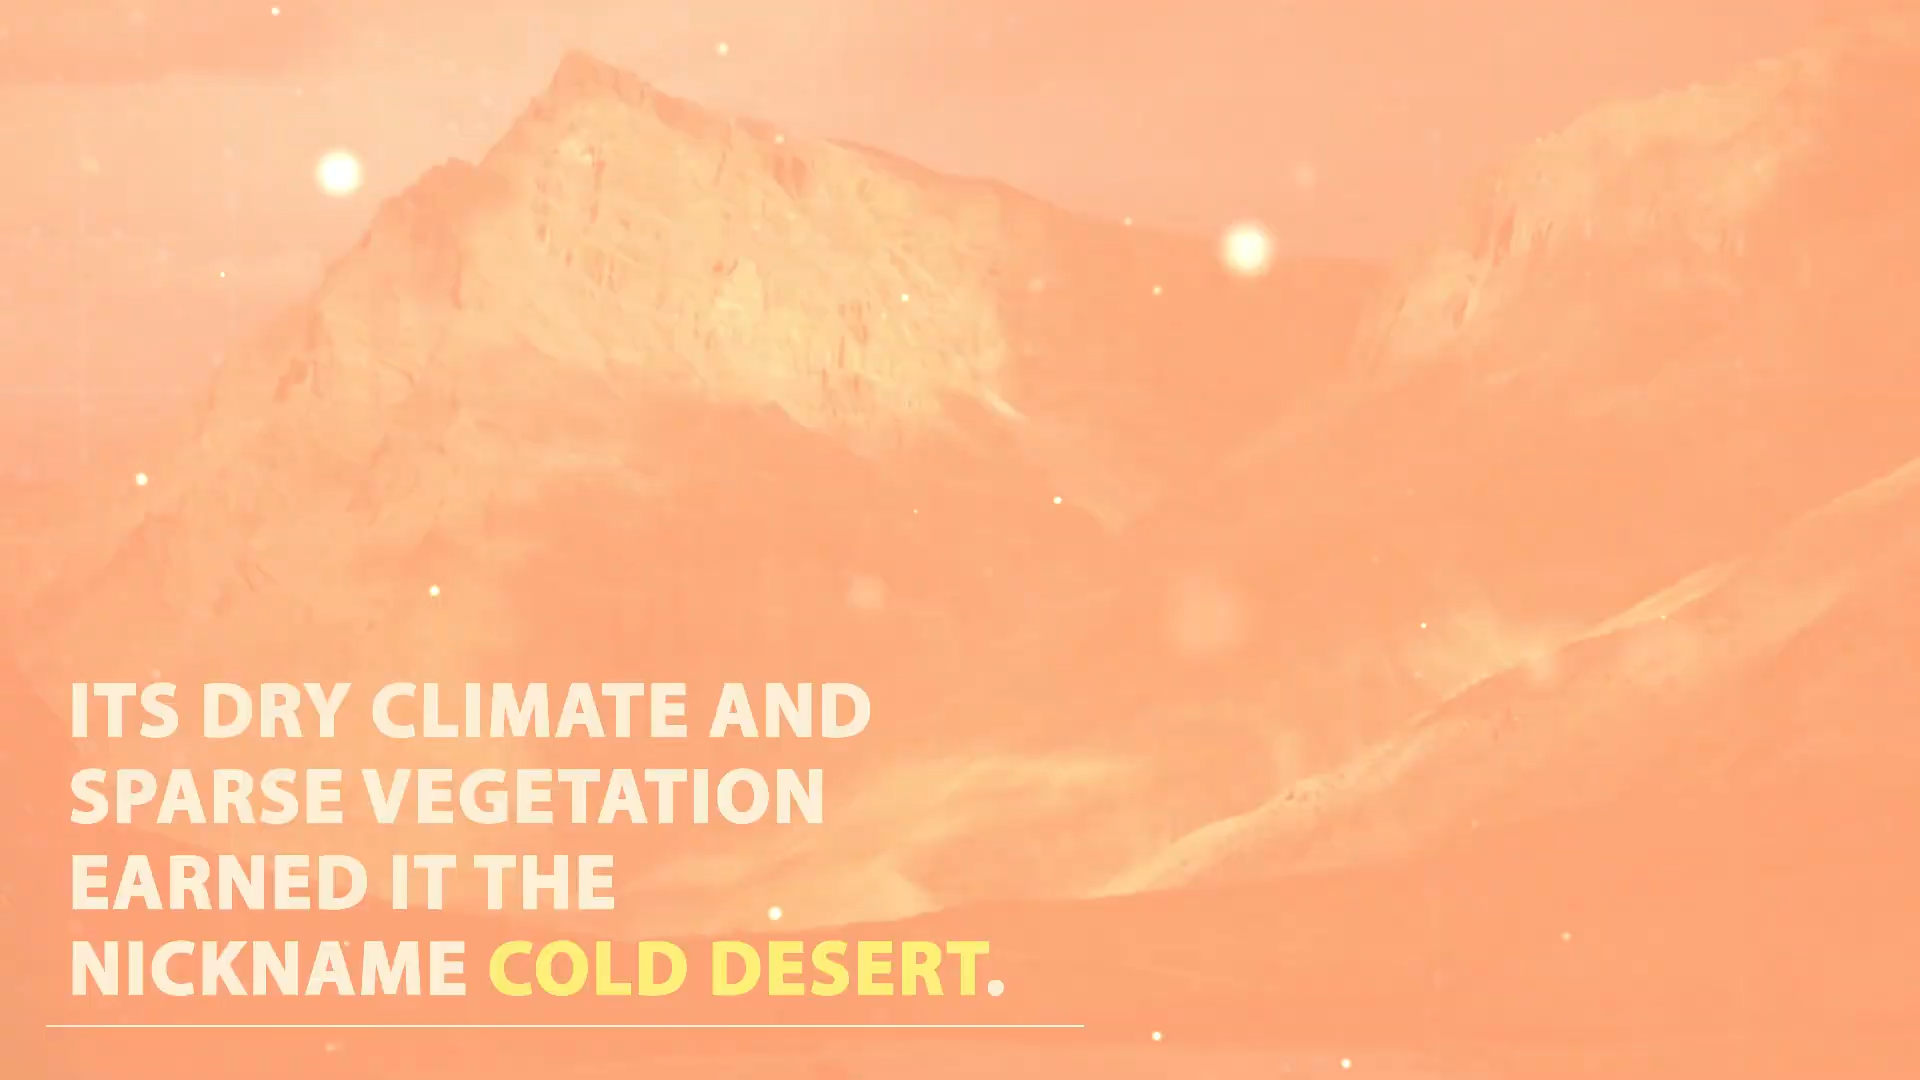 ITS DRY CLIMATE AND
SPARSE VEGETATION
EARNED IT THE
NICKNAME COLD DESERT.